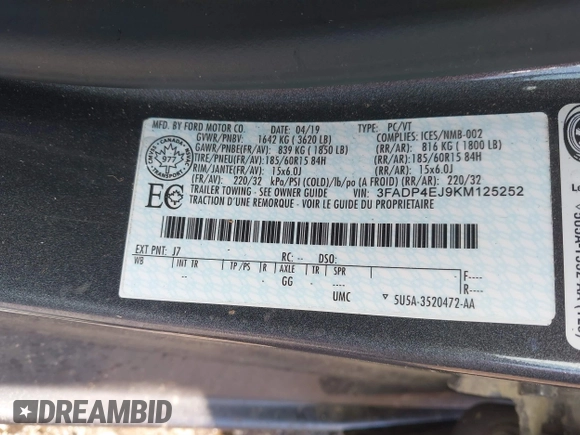 MFD. BY FORD MOTOR CO. 04/19 TYPE: PC/VT
GVWR/PNBV: 1642 KG ( 3620 LB) COMPLIES: ICES/NMB-002
GAWR/PNBE(FR/AV): 839 KG ( 1850 LB) (RR/AR): 816 KG ( 1800 LB)
TIRE/PNEU(FR/AV): 185/60R15 84H (RR/AR): 185/60R15 84H
RIM/JANTE(FR/AV): 15x6.0J (RR/AR): 15x6.0J
(FR/AV): 220/32 kPa/PSI (COLD)/Lb/po (A FROID) (RR/AR): 220/32
TRAILER TOWING - SEE OWNER GUIDE VIN: 3FADP4EJ9KM125252
TRACTION D'UNE REMORQUE - VOIR GUIDE DE PROPRIETAIRE
CANADA
977
TRANSPORT
EC
EXT PNT: J7 RC: -- DSO:
WB INT TR TP/PS R AXLE TR SPR F----
GG R----
UMC 5U5A-3520472-AA
DREAMBID